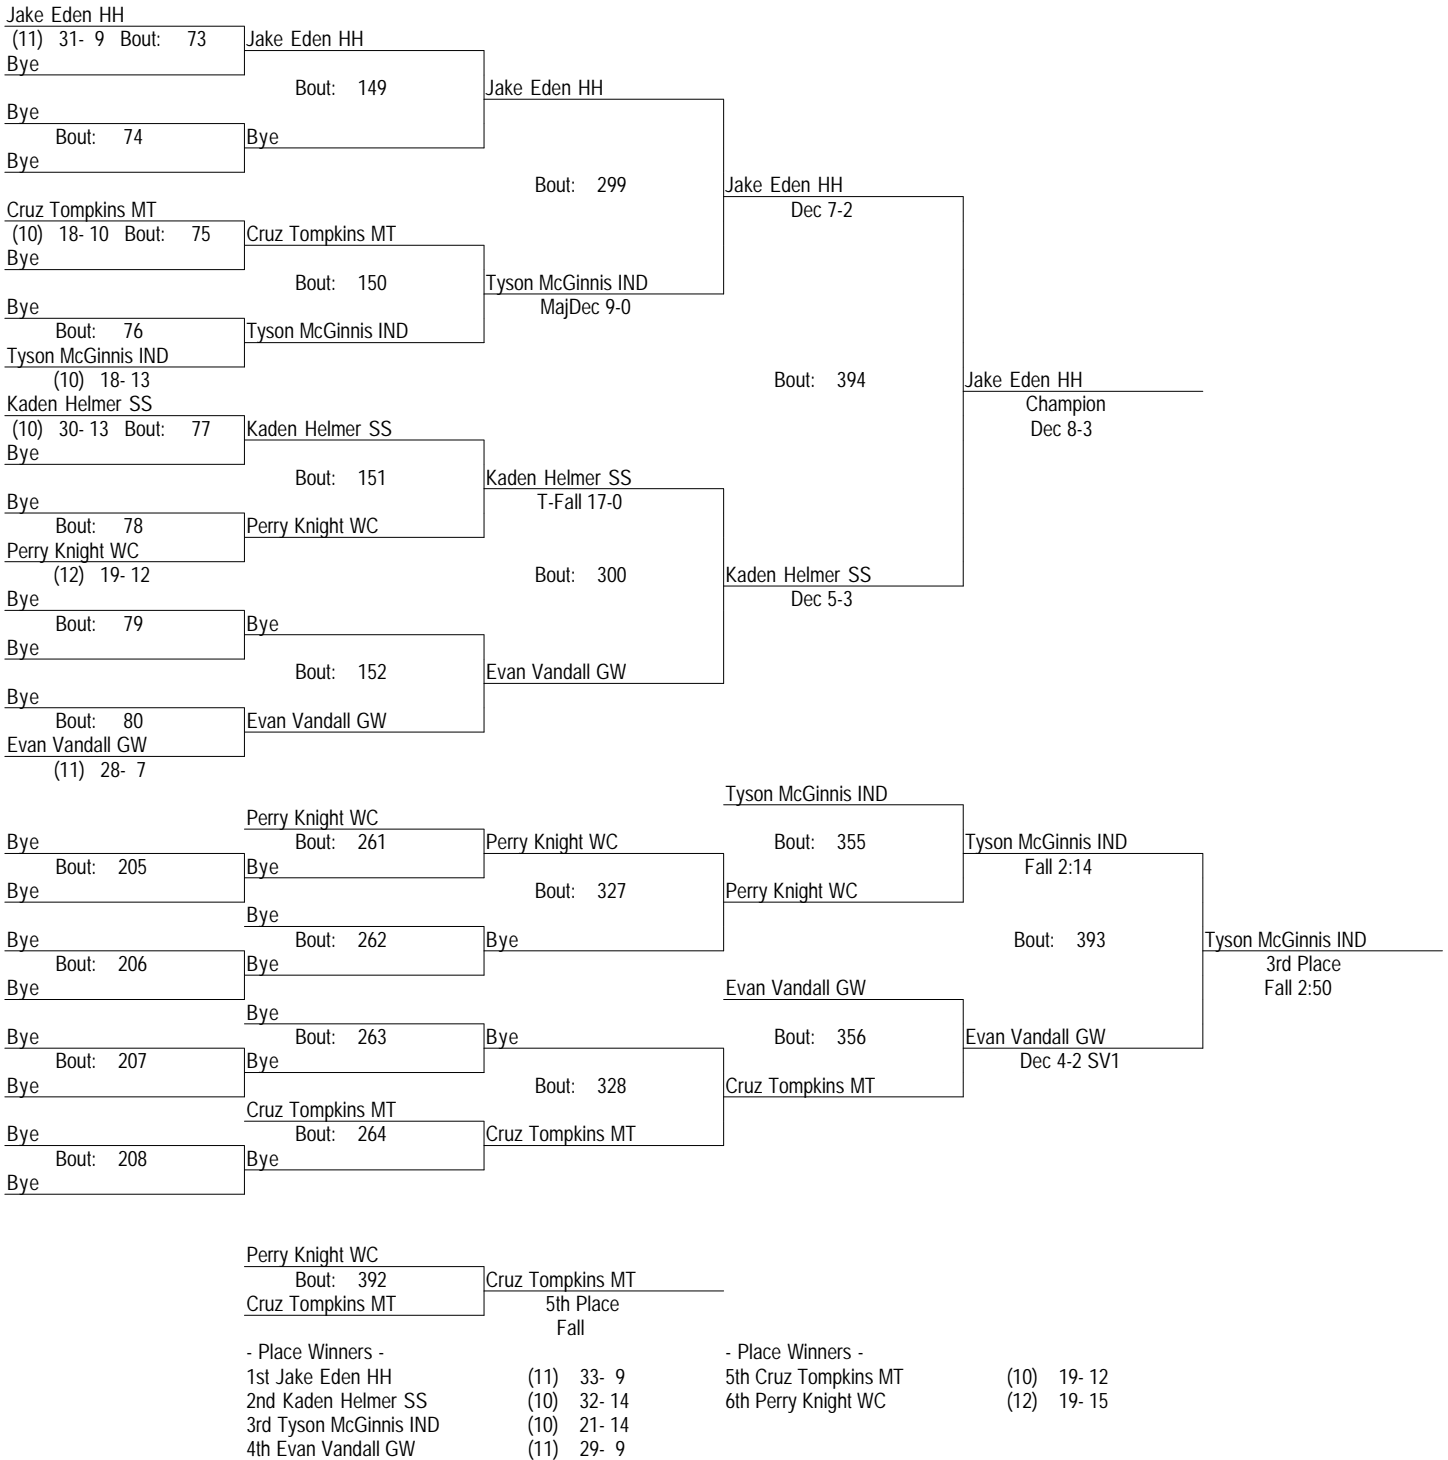 Jake Eden HH
(11) 31- 9 Bout: 73 Jake Eden HH
Bye
Bout: 149 Jake Eden HH
Bye
Bout: 74 Bye
Bye
Bout: 299 Jake Eden HH
Cruz Tompkins MT Dec 7-2
(10) 18- 10 Bout: 75 Cruz Tompkins MT
Bye
Bout: 150 Tyson McGinnis IND
Bye MajDec 9-0
Bout: 76 Tyson McGinnis IND
Tyson McGinnis IND
(10) 18- 13 Bout: 394 Jake Eden HH
Kaden Helmer SS Champion
(10) 30- 13 Bout: 77 Kaden Helmer SS Dec 8-3
Bye
Bout: 151 Kaden Helmer SS
Bye T-Fall 17-0
Bout: 78 Perry Knight WC
Perry Knight WC
(12) 19- 12 Bout: 300 Kaden Helmer SS
Bye Dec 5-3
Bout: 79 Bye
Bye
Bout: 152 Evan Vandall GW
Bye
Bout: 80 Evan Vandall GW
Evan Vandall GW
(11) 28- 7
Tyson McGinnis IND
Perry Knight WC
Bye Bout: 261 Perry Knight WC Bout: 355 Tyson McGinnis IND
Bout: 205 Bye Fall 2:14
Bye Bout: 327 Perry Knight WC
Bye
Bye Bout: 262 Bye Bout: 393 Tyson McGinnis IND
Bout: 206 Bye 3rd Place
Bye Evan Vandall GW Fall 2:50
Bye
Bye Bout: 263 Bye Bout: 356 Evan Vandall GW
Bout: 207 Bye Dec 4-2 SV1
Bye Bout: 328 Cruz Tompkins MT
Cruz Tompkins MT
Bye Bout: 264 Cruz Tompkins MT
Bout: 208 Bye
Bye
Perry Knight WC
Bout: 392 Cruz Tompkins MT
Cruz Tompkins MT 5th Place
Fall
- Place Winners - - Place Winners -
1st Jake Eden HH (11) 33- 9 5th Cruz Tompkins MT (10) 19- 12
2nd Kaden Helmer SS (10) 32- 14 6th Perry Knight WC (12) 19- 15
3rd Tyson McGinnis IND (10) 21- 14
4th Evan Vandall GW (11) 29- 9